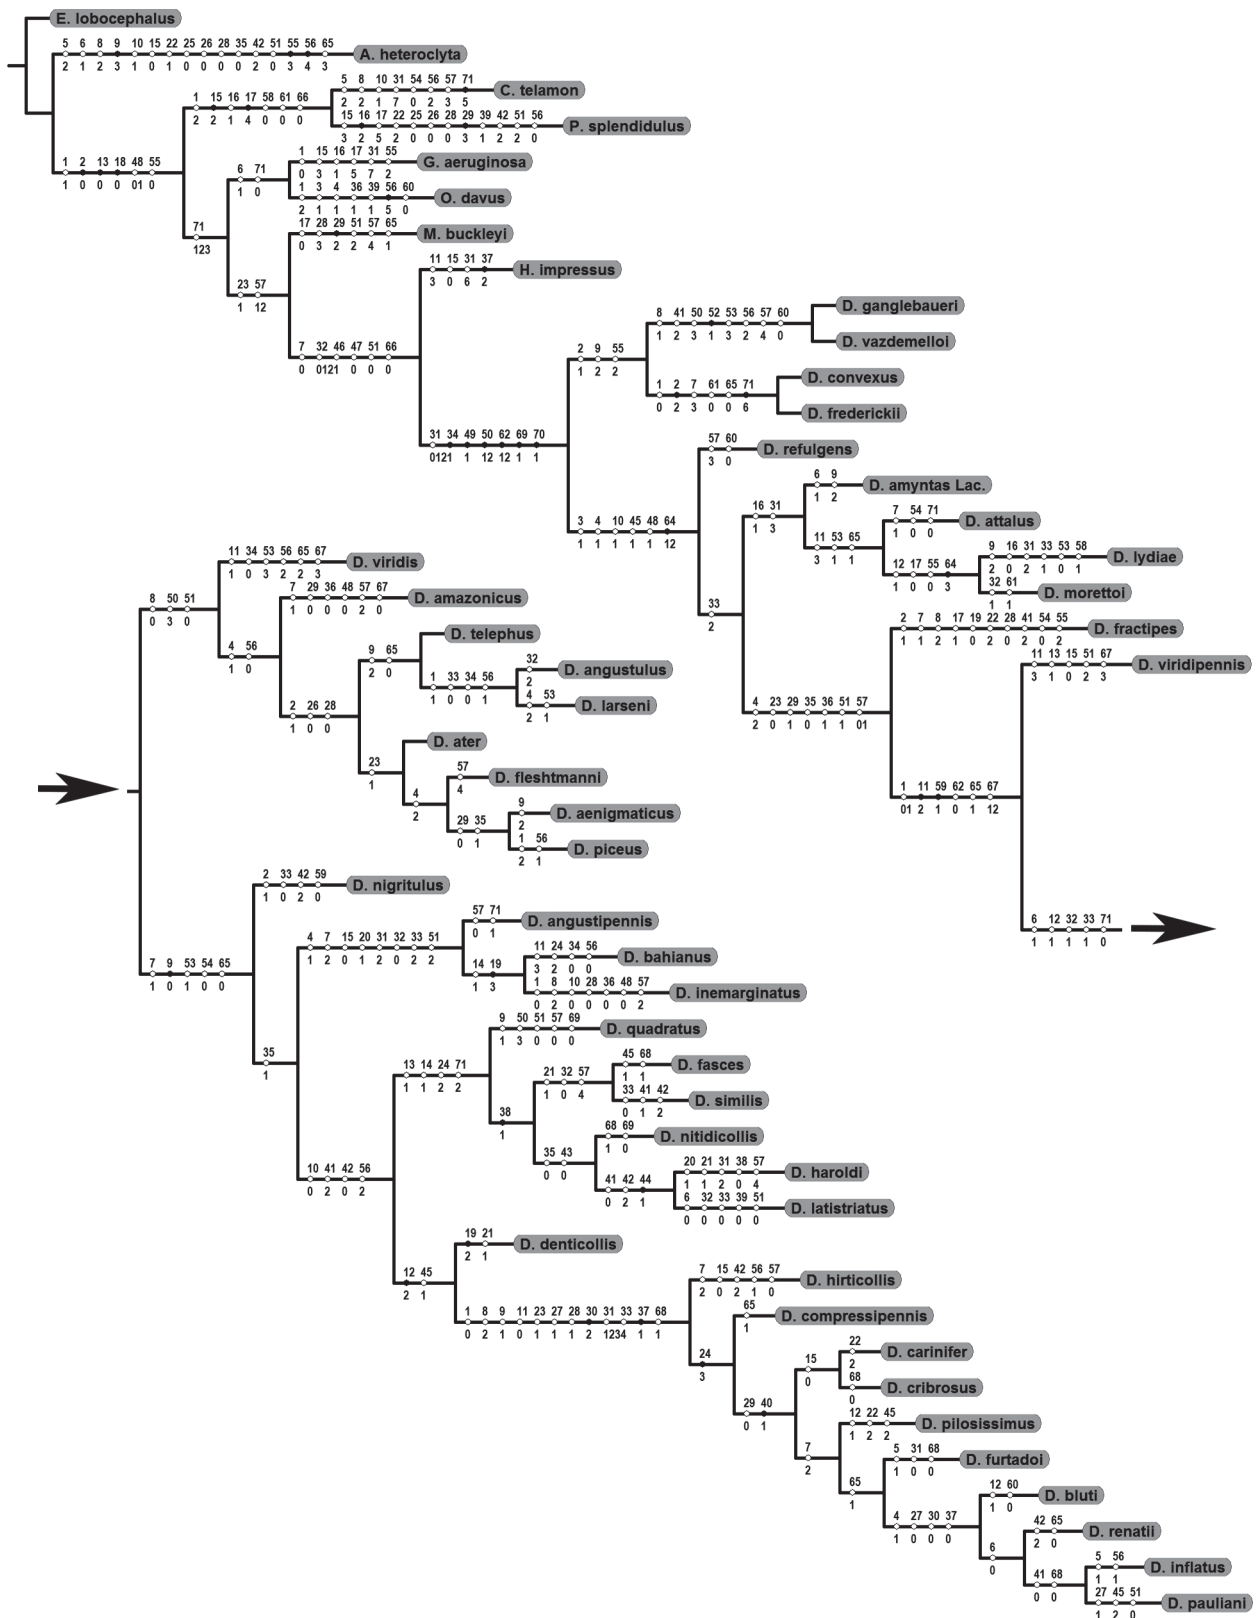 E. lobocephalus
5 6 8 9 10 15 22 25 26 28 35 42 51 55 56 65
A. heteroclyta
2 1 2 3 1 0 1 0 0 0 0 2 0 3 4 3
5 8 10 31 54 56 57 71
C. telamon
2 2 1 7 0 2 3 5
1 15 16 17 58 61 66
2 2 1 4 0 0 0
15 16 17 22 25 26 28 29 39 42 51 56
P. splendidulus
3 2 5 2 0 0 0 3 1 2 2 0
1 2 13 18 48 55
1 0 0 0 01 0
1 15 16 17 31 55
G. aeruginosa
0 3 1 5 7 2
6 71
1 0
1 3 4 36 39 56 60
O. davus
2 1 1 1 1 5 0
71
123
17 28 29 51 57 65
M. buckleyi
0 3 2 2 4 1
23 57
1 12
11 15 31 37
H. impressus
3 0 6 2
7 32 46 47 51 66
0 0121 0 0 0
8 41 50 52 53 56 57 60
D. ganglebaueri
1 2 3 1 3 2 4 0
D. vazdemelloi
2 9 55
1 2 2
D. convexus
1 2 7 61 65 71
0 2 3 0 0 6
D. frederickii
31 34 49 50 62 69 70
0121 1 12 12 1 1
57 60
D. refulgens
3 0
6 9
D. amyntas Lac.
1 2
16 31
1 3
3 4 10 45 48 64
1 1 1 1 1 12
7 54 71
D. attalus
1 0 0
11 53 65
3 1 1
9 16 31 33 53 58
D. lydiae
2 0 2 1 0 1
12 17 55 64
1 0 0 3
32 61
D. morettoi
1 1
33
2
2 7 8 17 19 22 28 41 54 55
D. fractipes
1 1 2 1 0 2 0 2 0 2
11 13 15 51 67
D. viridipennis
3 1 0 2 3
4 23 29 35 36 51 57
2 0 1 0 1 1 01
1 11 59 62 65 67
01 2 1 0 1 12
6 12 32 33 71
1 1 1 1 0
11 34 53 56 65 67
D. viridis
1 0 3 2 2 3
8 50 51
0 3 0
7 29 36 48 57 67
D. amazonicus
1 0 0 0 2 0
4 56
1 0
D. telephus
9 65
2 0
32
D. angustulus
2
1 33 34 56
1 0 0 1
4 53
D. larseni
2 1
2 26 28
1 0 0
D. ater
23
1
57
D. fleshtmanni
4
4
2
9
D. aenigmaticus
2
29 35
0 1
1 56
D. piceus
2 1
2 33 42 59
D. nigritulus
1 0 2 0
7 9 53 54 65
1 0 1 0 0
57 71
D. angustipennis
0 1
4 7 15 20 31 32 33 51
1 2 0 1 2 0 2 2
11 24 34 56
D. bahianus
3 2 0 0
14 19
1 3
1 8 10 28 36 48 57
D. inemarginatus
0 2 0 0 0 0 2
35
1
9 50 51 57 69
D. quadratus
1 3 0 0 0
13 14 24 71
1 1 2 2
45 68
D. fasces
1 1
21 32 57
1 0 4
33 41 42
D. similis
0 1 2
38
1
68 69
D. nitidicollis
1 0
35 43
0 0
20 21 31 38 57
D. haroldi
1 1 2 0 4
41 42 44
0 2 1
6 32 33 39 51
D. latistriatus
0 0 0 0 0
10 41 42 56
0 2 0 2
19 21
D. denticollis
2 1
12 45
2 1
7 15 42 56 57
D. hirticollis
2 0 2 1 0
1 8 9 11 23 27 28 30 31 33 37 68
0 2 1 0 1 1 1 2 1234 1 1
65
D. compressipennis
1
24
3
22
D. carinifer
2
15
0
68
D. cribrosus
0
29 40
0 1
12 22 45
D. pilosissimus
1 2 2
7
2
5 31 68
D. furtadoi
1 0 0
65
1
12 60
D. bluti
1 0
4 27 30 37
1 0 0 0
42 65
D. renatii
2 0
6
0
5 56
D. inflatus
1 1
41 68
0 0
27 45 51
D. pauliani
1 2 0